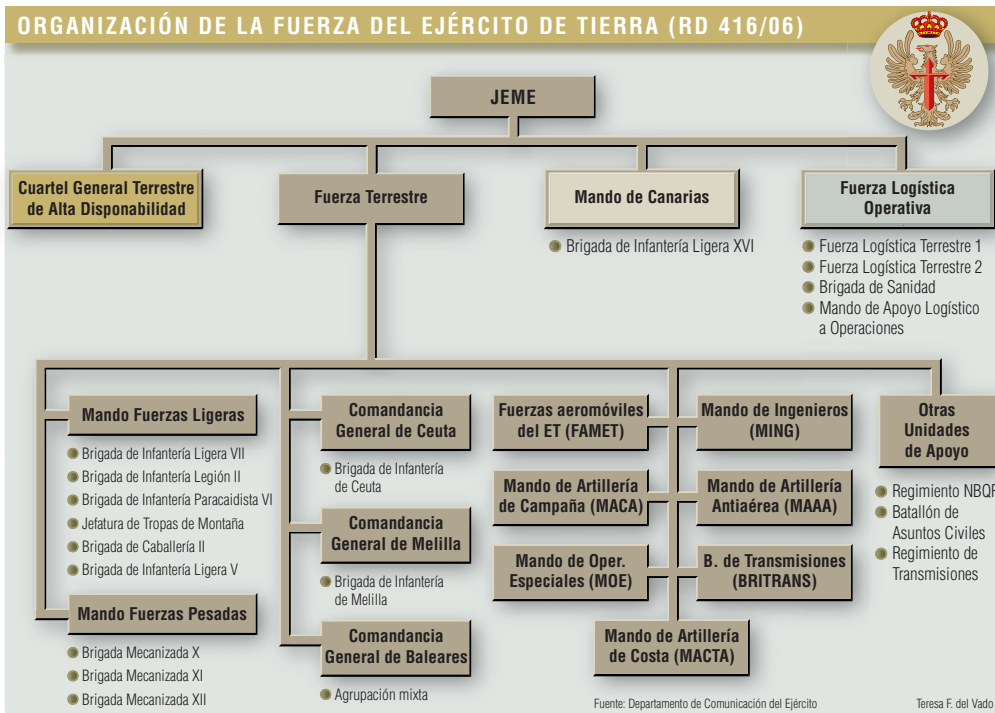 ORGANIZACIÓN DE LA FUERZA DEL EJÉRCITO DE TIERRA (RD 416/06)
JEME
Cuartel General Terrestre
de Alta Disponabilidad
Fuerza Terrestre
Mando de Canarias
Brigada de Infantería Ligera XVI
Fuerza Logística
Operativa
Fuerza Logística Terrestre 1
Fuerza Logística Terrestre 2
Brigada de Sanidad
Mando de Apoyo Logístico
a Operaciones
Mando Fuerzas Ligeras
Brigada de Infantería Ligera VII
Brigada de Infantería Legión II
Brigada de Infantería Paracaidista VI
Jefatura de Tropas de Montaña
Brigada de Caballería II
Brigada de Infantería Ligera V
Mando Fuerzas Pesadas
Brigada Mecanizada X
Brigada Mecanizada XI
Brigada Mecanizada XII
Comandancia
General de Ceuta
Brigada de Infantería
de Ceuta
Comandancia
General de Melilla
Brigada de Infantería
de Melilla
Comandancia
General de Baleares
Agrupación mixta
Fuerzas aeromóviles
del ET (FAMET)
Mando de Ingenieros
(MING)
Mando de Artillería
de Campaña (MACA)
Mando de Artillería
Antiaérea (MAAA)
Mando de Oper.
Especiales (MOE)
B. de Transmisiones
(BRITRANS)
Mando de Artillería
de Costa (MACTA)
Otras
Unidades
de Apoyo
Regimiento NBQR
Batallón de
Asuntos Civiles
Regimiento de
Transmisiones
Fuente: Departamento de Comunicación del Ejército
Teresa F. del Vado